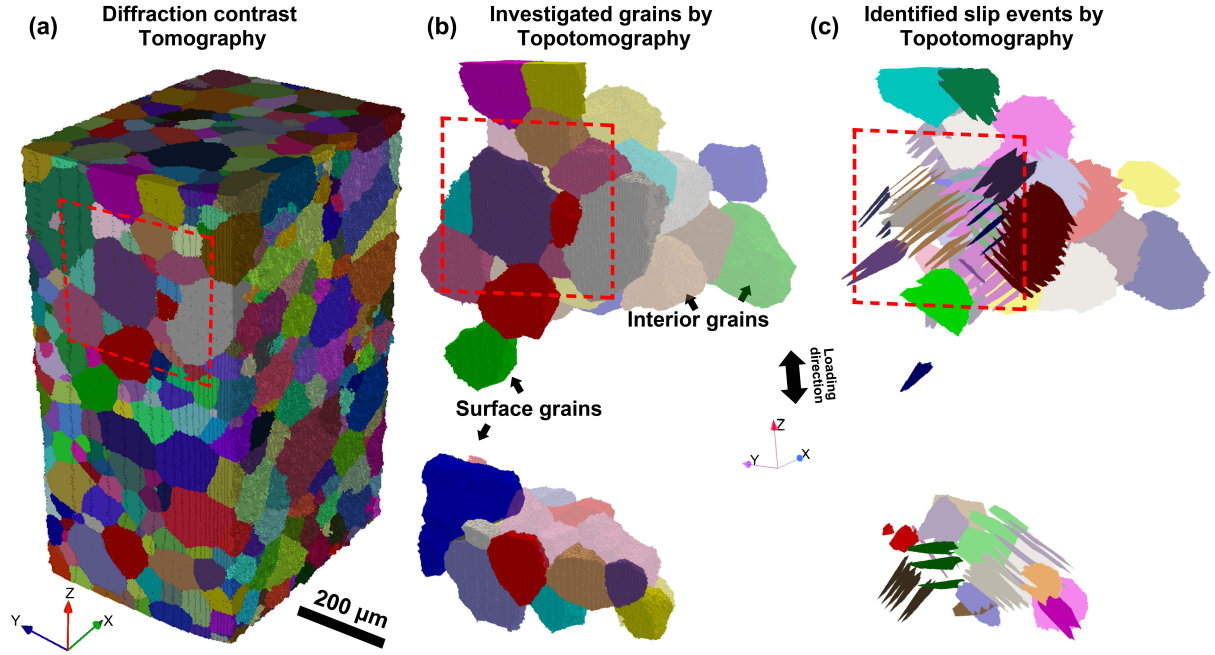 (a)
Diffraction contrast
Tomography
(b)
Investigated grains by
Topotomography
(c)
Identified slip events by
Topotomography
Interior grains
Surface grains
Loading
direction
Z
Y
X
Z
Y
X
200 µm